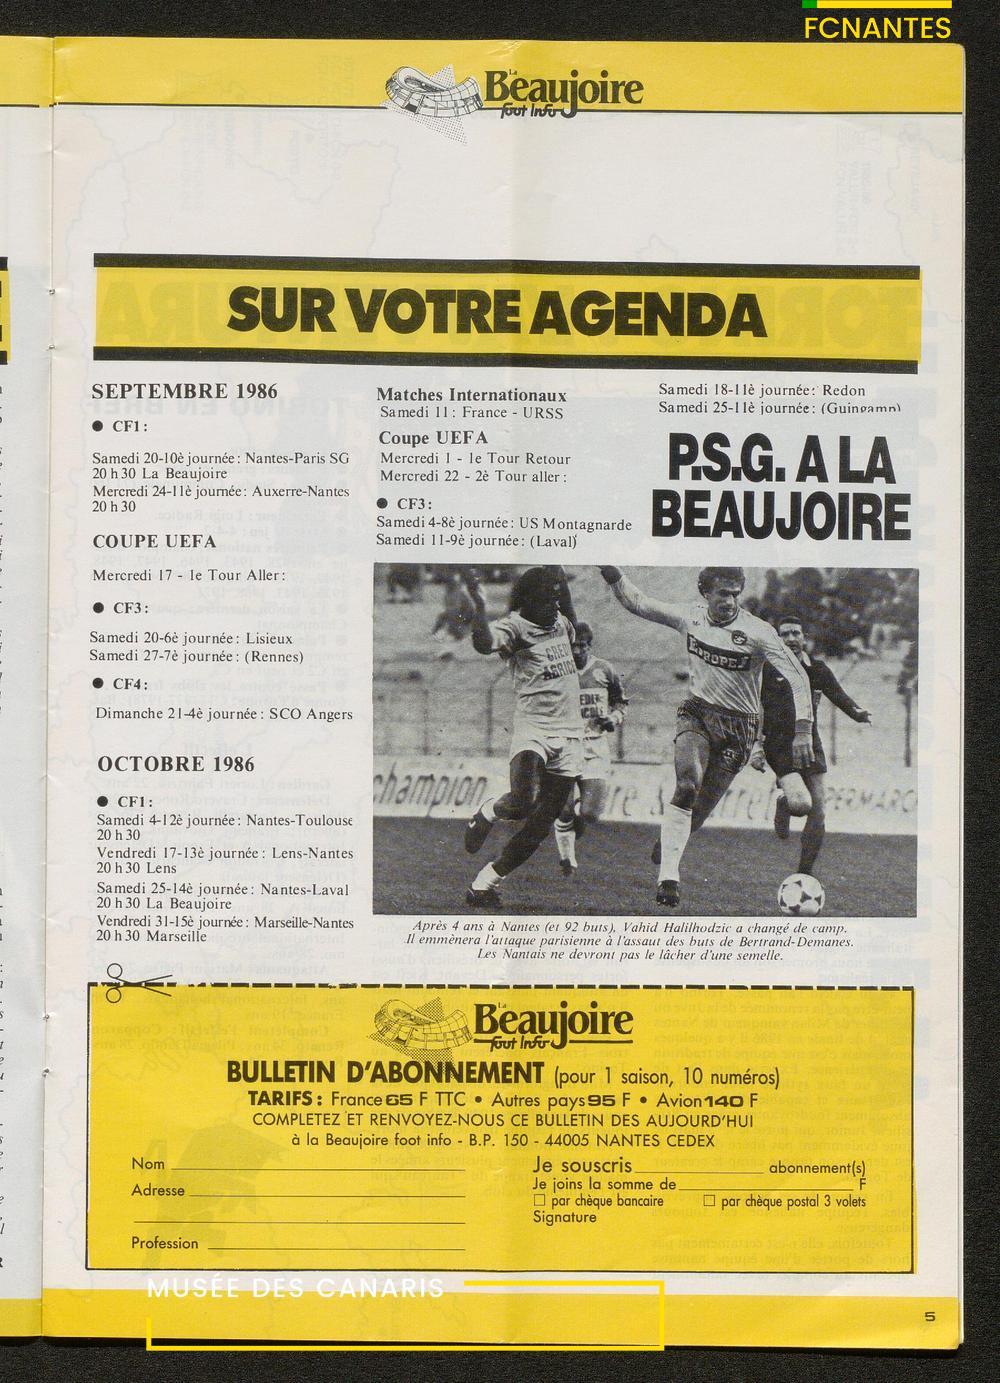 FCNANTES
La
Beaujoire
foot Info
SUR VOTRE AGENDA
SEPTEMBRE 1986
● CF1:
Samedi 20-10è journée: Nantes-Paris SG
20 h 30 La Beaujoire
Mercredi 24-11è journée: Auxerre-Nantes
20 h 30
COUPE UEFA
Mercredi 17 - 1e Tour Aller:
● CF3:
Samedi 20-6è journée: Lisieux
Samedi 27-7è journée: (Rennes)
● CF4:
Dimanche 21-4è journée: SCO Angers
OCTOBRE 1986
● CF1:
Samedi 4-12è journée: Nantes-Toulouse
20 h 30
Vendredi 17-13è journée: Lens-Nantes
20 h 30 Lens
Samedi 25-14è journée: Nantes-Laval
20 h 30 La Beaujoire
Vendredi 31-15è journée: Marseille-Nantes
20 h 30 Marseille
Matches Internationaux
Samedi 11: France - URSS
Coupe UEFA
Mercredi 1 - 1e Tour Retour
Mercredi 22 - 2è Tour aller:
● CF3:
Samedi 4-8è journée: US Montagnarde
Samedi 11-9è journée: (Laval)
Samedi 18-11è journée: Redon
Samedi 25-11è journée: (Guingamp)
P.S.G. A LA
BEAUJOIRE
CREDIT
AGRICOLE
EUROPE 1
champion
Après 4 ans à Nantes (et 92 buts), Vahid Halilhodzic a changé de camp.
Il emmènera l'attaque parisienne à l'assaut des buts de Bertrand-Demanes.
Les Nantais ne devront pas le lâcher d'une semelle.
La
Beaujoire
foot Info
BULLETIN D'ABONNEMENT (pour 1 saison, 10 numéros)
TARIFS: France 65 F TTC • Autres pays 95 F • Avion 140 F
COMPLETEZ ET RENVOYEZ-NOUS CE BULLETIN DES AUJOURD'HUI
à la Beaujoire foot info - B.P. 150 - 44005 NANTES CEDEX
Nom
Adresse
Profession
Je souscris abonnement(s)
Je joins la somme de F
□ par chèque bancaire □ par chèque postal 3 volets
Signature
MUSÉE DES CANARIS
5